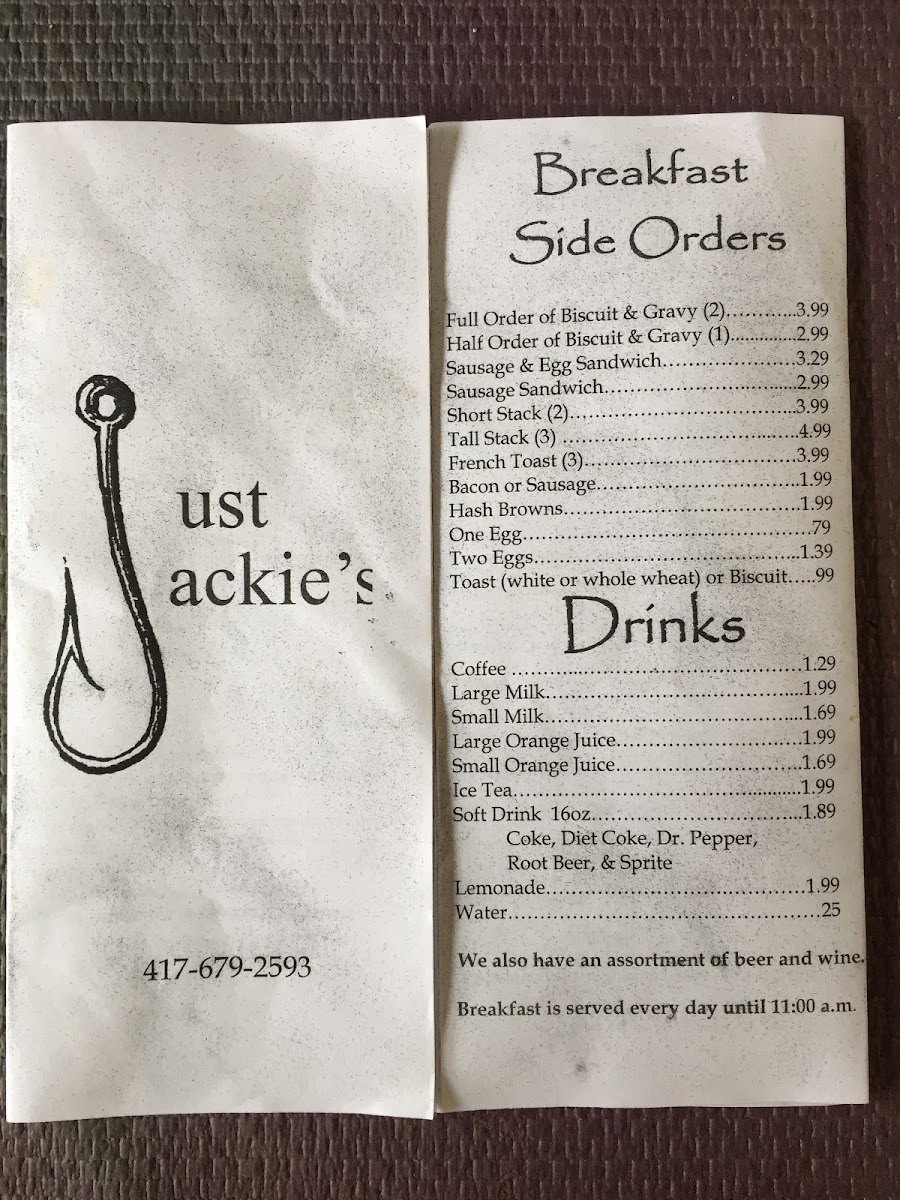 ust
ackie's
417-679-2593
Breakfast
Side Orders
Full Order of Biscuit & Gravy (2)............3.99
Half Order of Biscuit & Gravy (1)..............2.99
Sausage & Egg Sandwich........................3.29
Sausage Sandwich..................................2.99
Short Stack (2).......................................3.99
Tall Stack (3) ........................................4.99
French Toast (3).....................................3.99
Bacon or Sausage...................................1.99
Hash Browns.........................................1.99
One Egg................................................79
Two Eggs..............................................1.39
Toast (white or whole wheat) or Biscuit.....99
Drinks
Coffee ..................................................1.29
Large Milk............................................1.99
Small Milk............................................1.69
Large Orange Juice................................1.99
Small Orange Juice................................1.69
Ice Tea..................................................1.99
Soft Drink 16oz.....................................1.89
Coke, Diet Coke, Dr. Pepper,
Root Beer, & Sprite
Lemonade.............................................1.99
Water....................................................25
We also have an assortment of beer and wine.
Breakfast is served every day until 11:00 a.m.